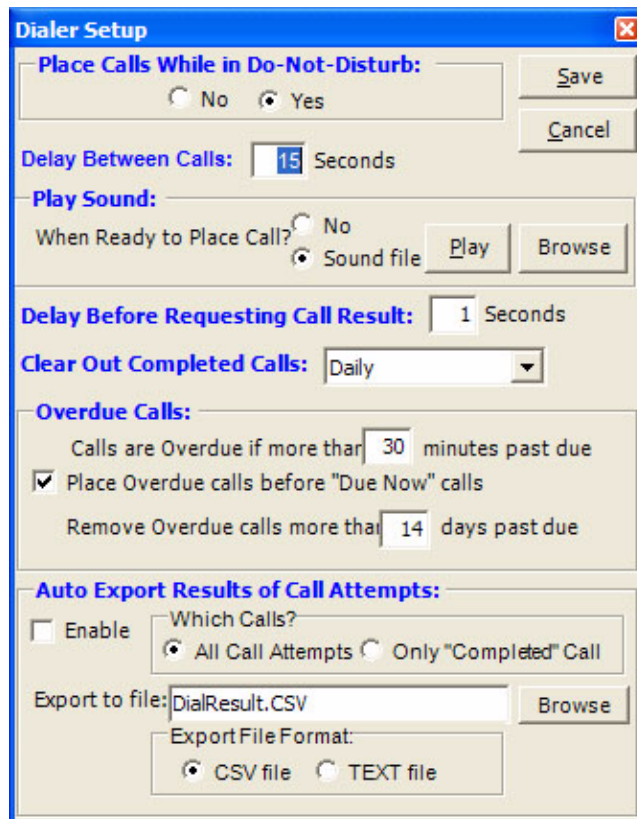 Dialer Setup
Place Calls While in Do-Not-Disturb:
No Yes
Save
Cancel
Delay Between Calls: 15 Seconds
Play Sound:
When Ready to Place Call? No
Sound file Play Browse
Delay Before Requesting Call Result: 1 Seconds
Clear Out Completed Calls: Daily
Overdue Calls:
Calls are Overdue if more thar 30 minutes past due
Place Overdue calls before "Due Now" calls
Remove Overdue calls more thar 14 days past due
Auto Export Results of Call Attempts:
Enable
Which Calls?
All Call Attempts Only "Completed" Call
Export to file: DialResult.CSV Browse
Export File Format:
CSV file TEXT file